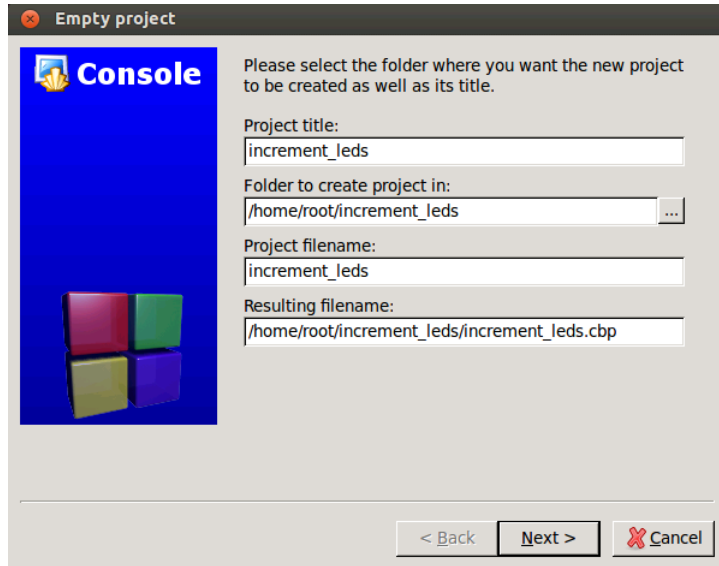 Empty project
Console
Please select the folder where you want the new project
to be created as well as its title.
Project title:
increment_leds
Folder to create project in:
/home/root/increment_leds
...
Project filename:
increment_leds
Resulting filename:
/home/root/increment_leds/increment_leds.cbp
< Back
Next >
Cancel